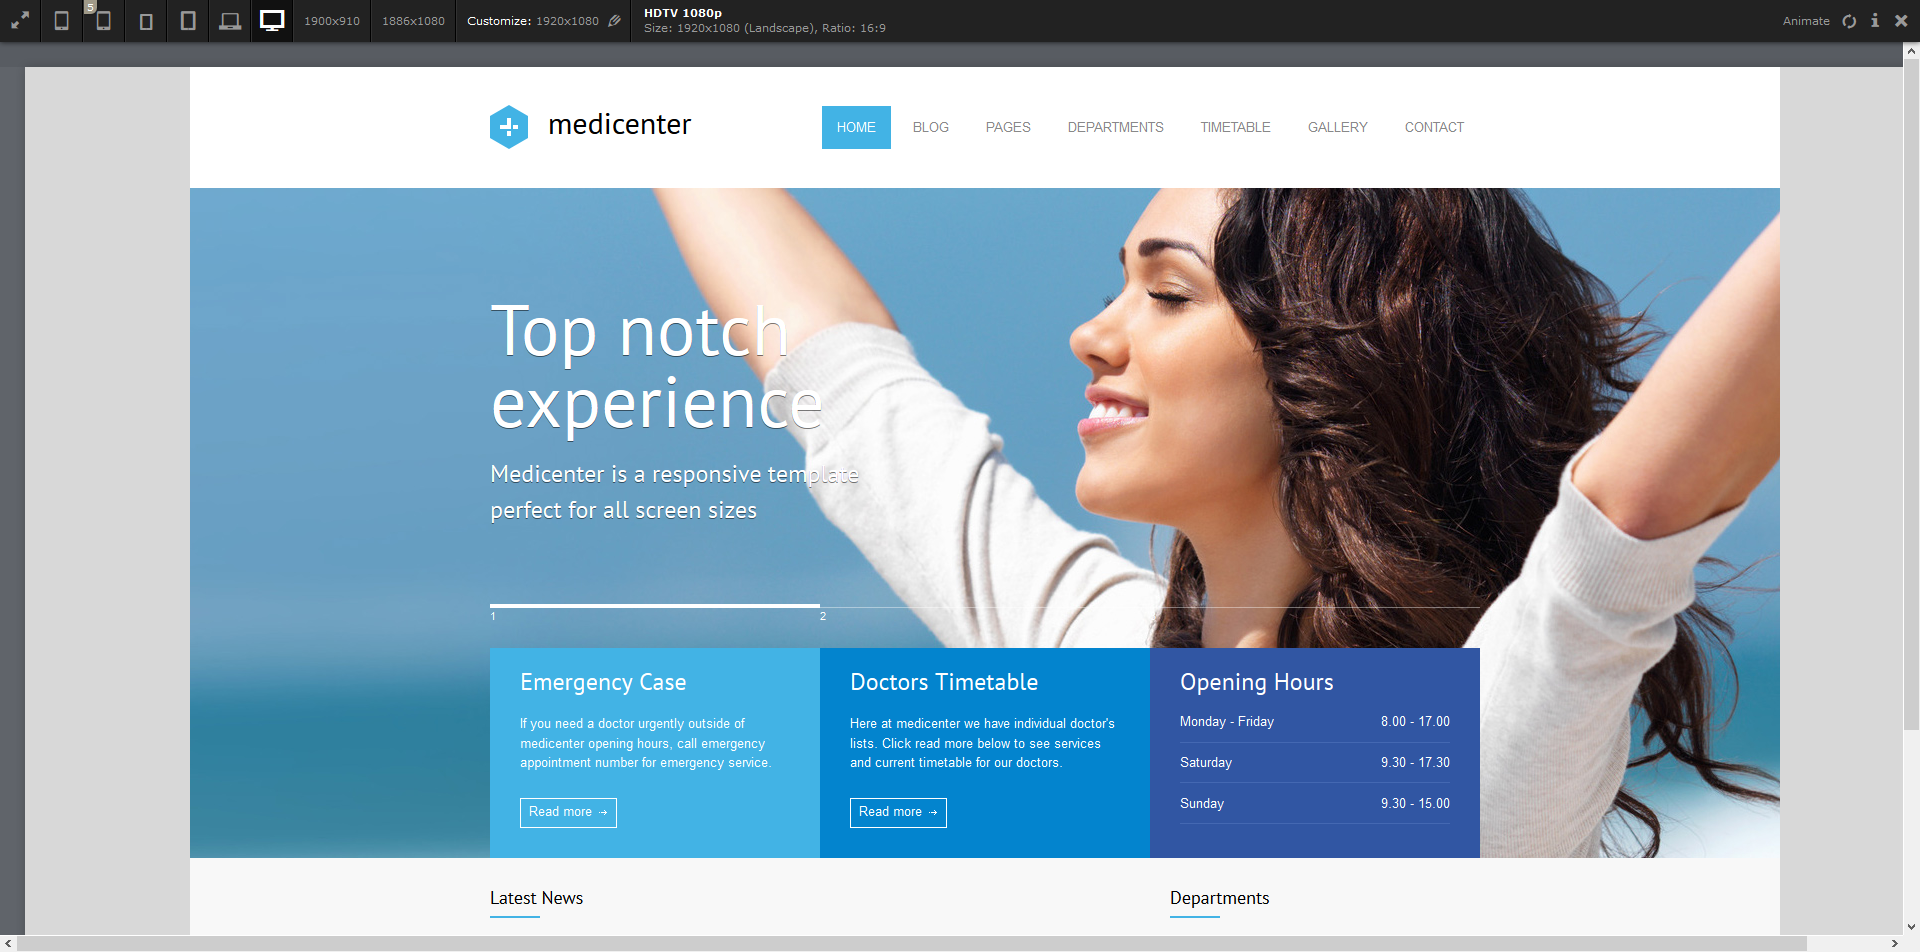 5
1900x910
1886x1080
Customize: 1920x1080
HDTV 1080p
Size: 1920x1080 (Landscape), Ratio: 16:9
Animate
medicenter
HOME
BLOG
PAGES
DEPARTMENTS
TIMETABLE
GALLERY
CONTACT
Top notch
experience
Medicenter is a responsive template
perfect for all screen sizes
1
2
Emergency Case
If you need a doctor urgently outside of
medicenter opening hours, call emergency
appointment number for emergency service.
Read more →
Doctors Timetable
Here at medicenter we have individual doctor's
lists. Click read more below to see services
and current timetable for our doctors.
Read more →
Opening Hours
Monday - Friday 8.00 - 17.00
Saturday 9.30 - 17.30
Sunday 9.30 - 15.00
Latest News
Departments